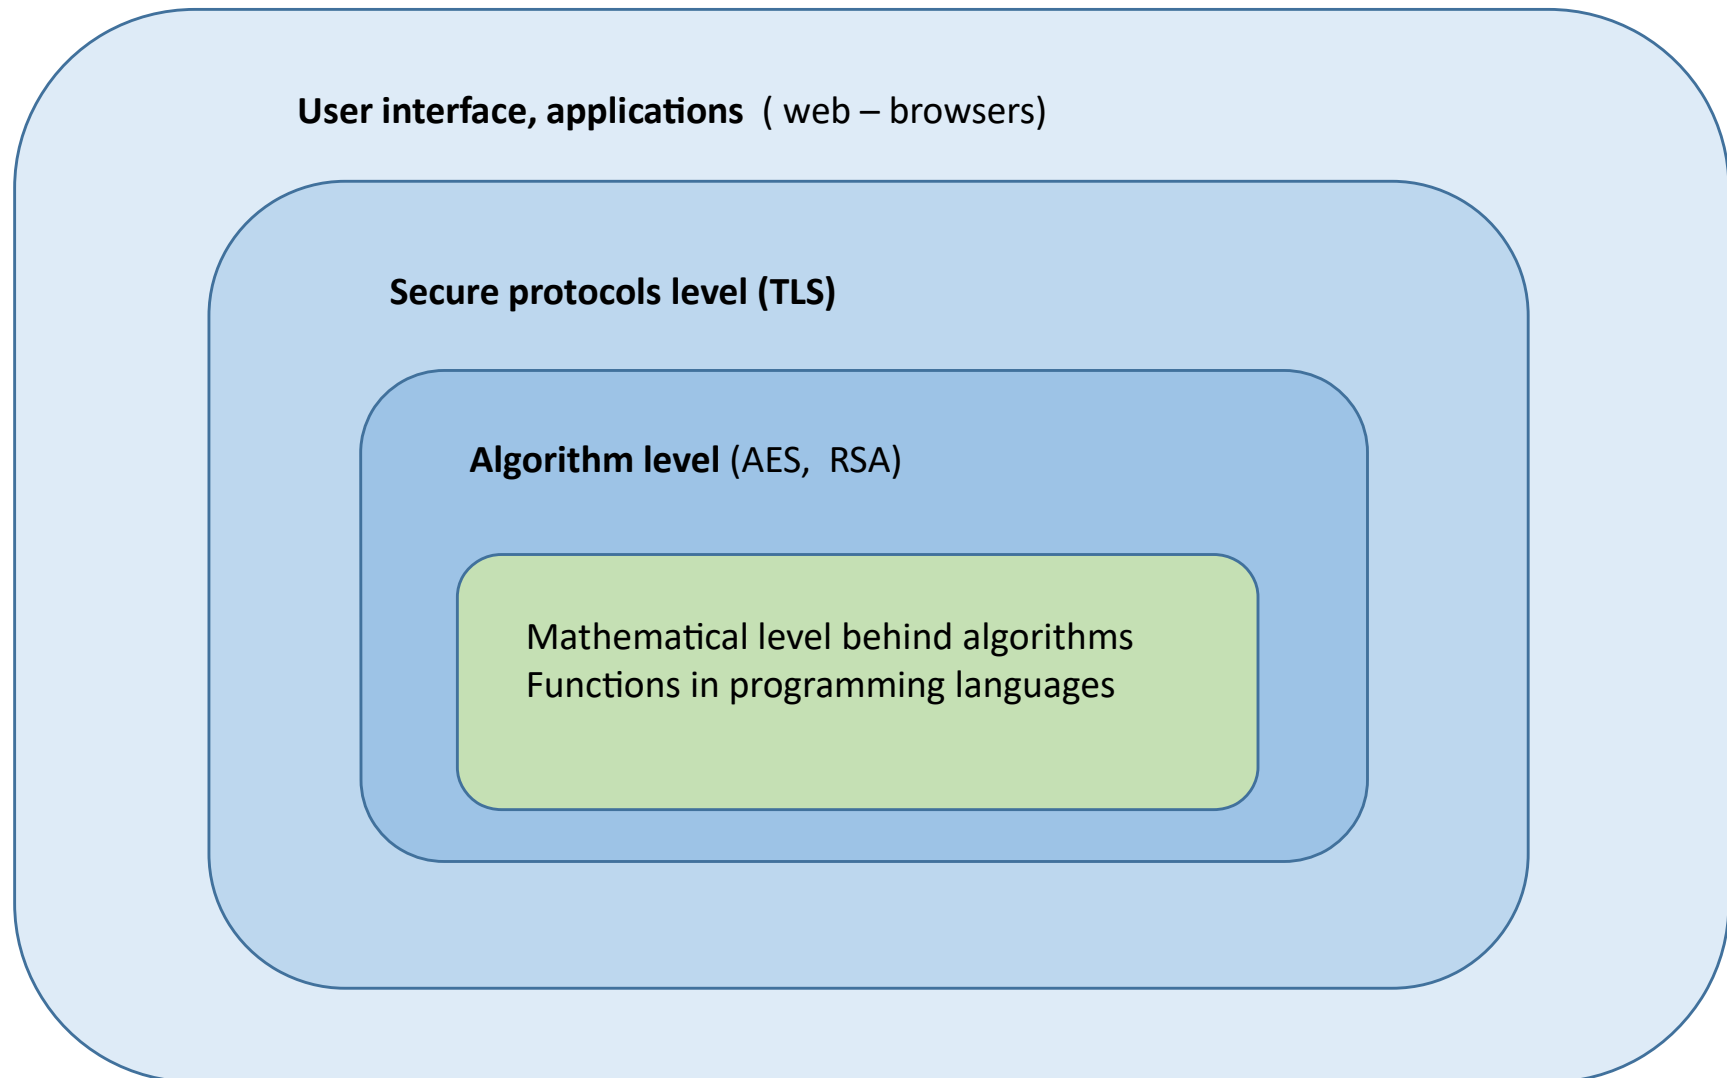 User interface, applications ( web – browsers)
Secure protocols level (TLS)
Algorithm level (AES, RSA)
Mathematical level behind algorithms
Functions in programming languages